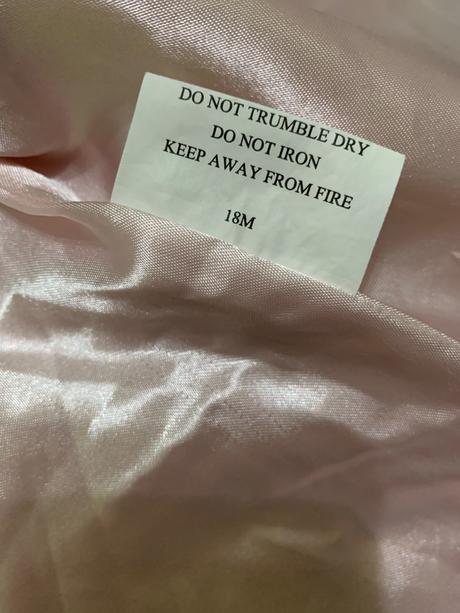 DO NOT TRUMBLE DRY
DO NOT IRON
KEEP AWAY FROM FIRE
18M